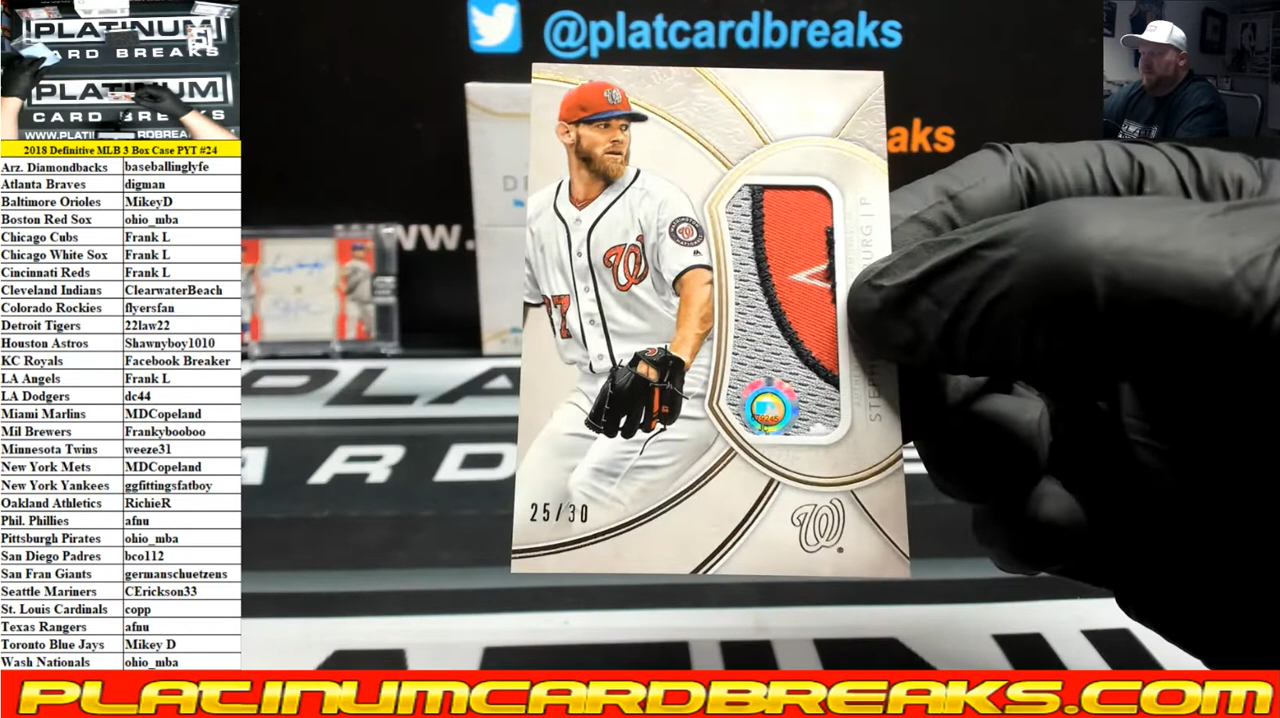 PLATINUM
CARD BREAKS
PLATINUM
CARD BREAKS
2018 Definitive MLB 3 Box Case PYT #24
Arz. Diamondbacks baseballinglyfe
Atlanta Braves digman
Baltimore Orioles MikeyD
Boston Red Sox ohio_mba
Chicago Cubs Frank L
Chicago White Sox Frank L
Cincinnati Reds Frank L
Cleveland Indians ClearwaterBeach
Colorado Rockies flyersfan
Detroit Tigers 22law22
Houston Astros Shawnyboy1010
KC Royals Facebook Breaker
LA Angels Frank L
LA Dodgers dc44
Miami Marlins MDCopeland
Mil Brewers Frankybooboo
Minnesota Twins weeze31
New York Mets MDCopeland
New York Yankees ggfittingsfatboy
Oakland Athletics RichieR
Phil. Phillies afnu
Pittsburgh Pirates ohio_mba
San Diego Padres bco112
San Fran Giants germanschuetzens
Seattle Mariners CErickson33
St. Louis Cardinals copp
Texas Rangers afnu
Toronto Blue Jays Mikey D
Wash Nationals ohio_mba
@platcardbreaks
aks
ww.
W
37
25/30
W
STEPH
URG | P
PLATINUMCARDBREAKS.COM